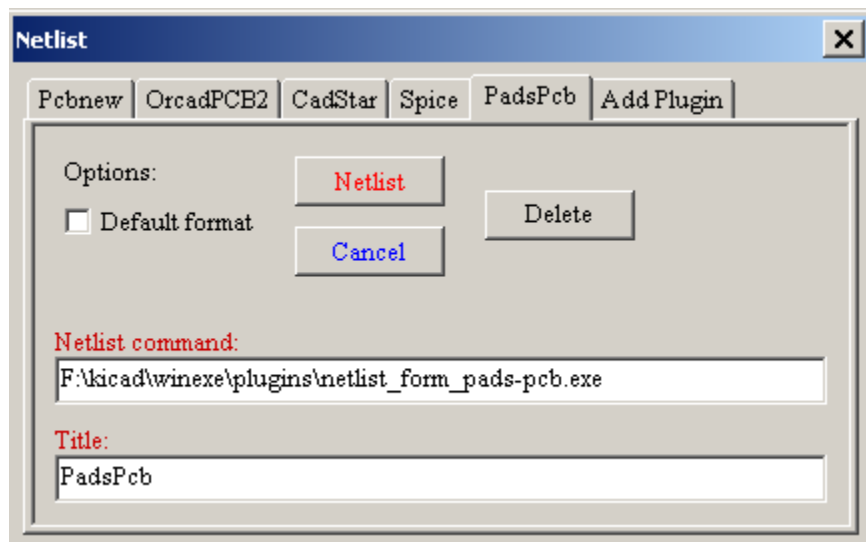 Netlist
Pcbnew OrcadPCB2 CadStar Spice PadsPcb Add Plugin
Options:
Netlist
Default format
Delete
Cancel
Netlist command:
F:\kicad\winexe\plugins\netlist_form_pads-pcb.exe
Title:
PadsPcb